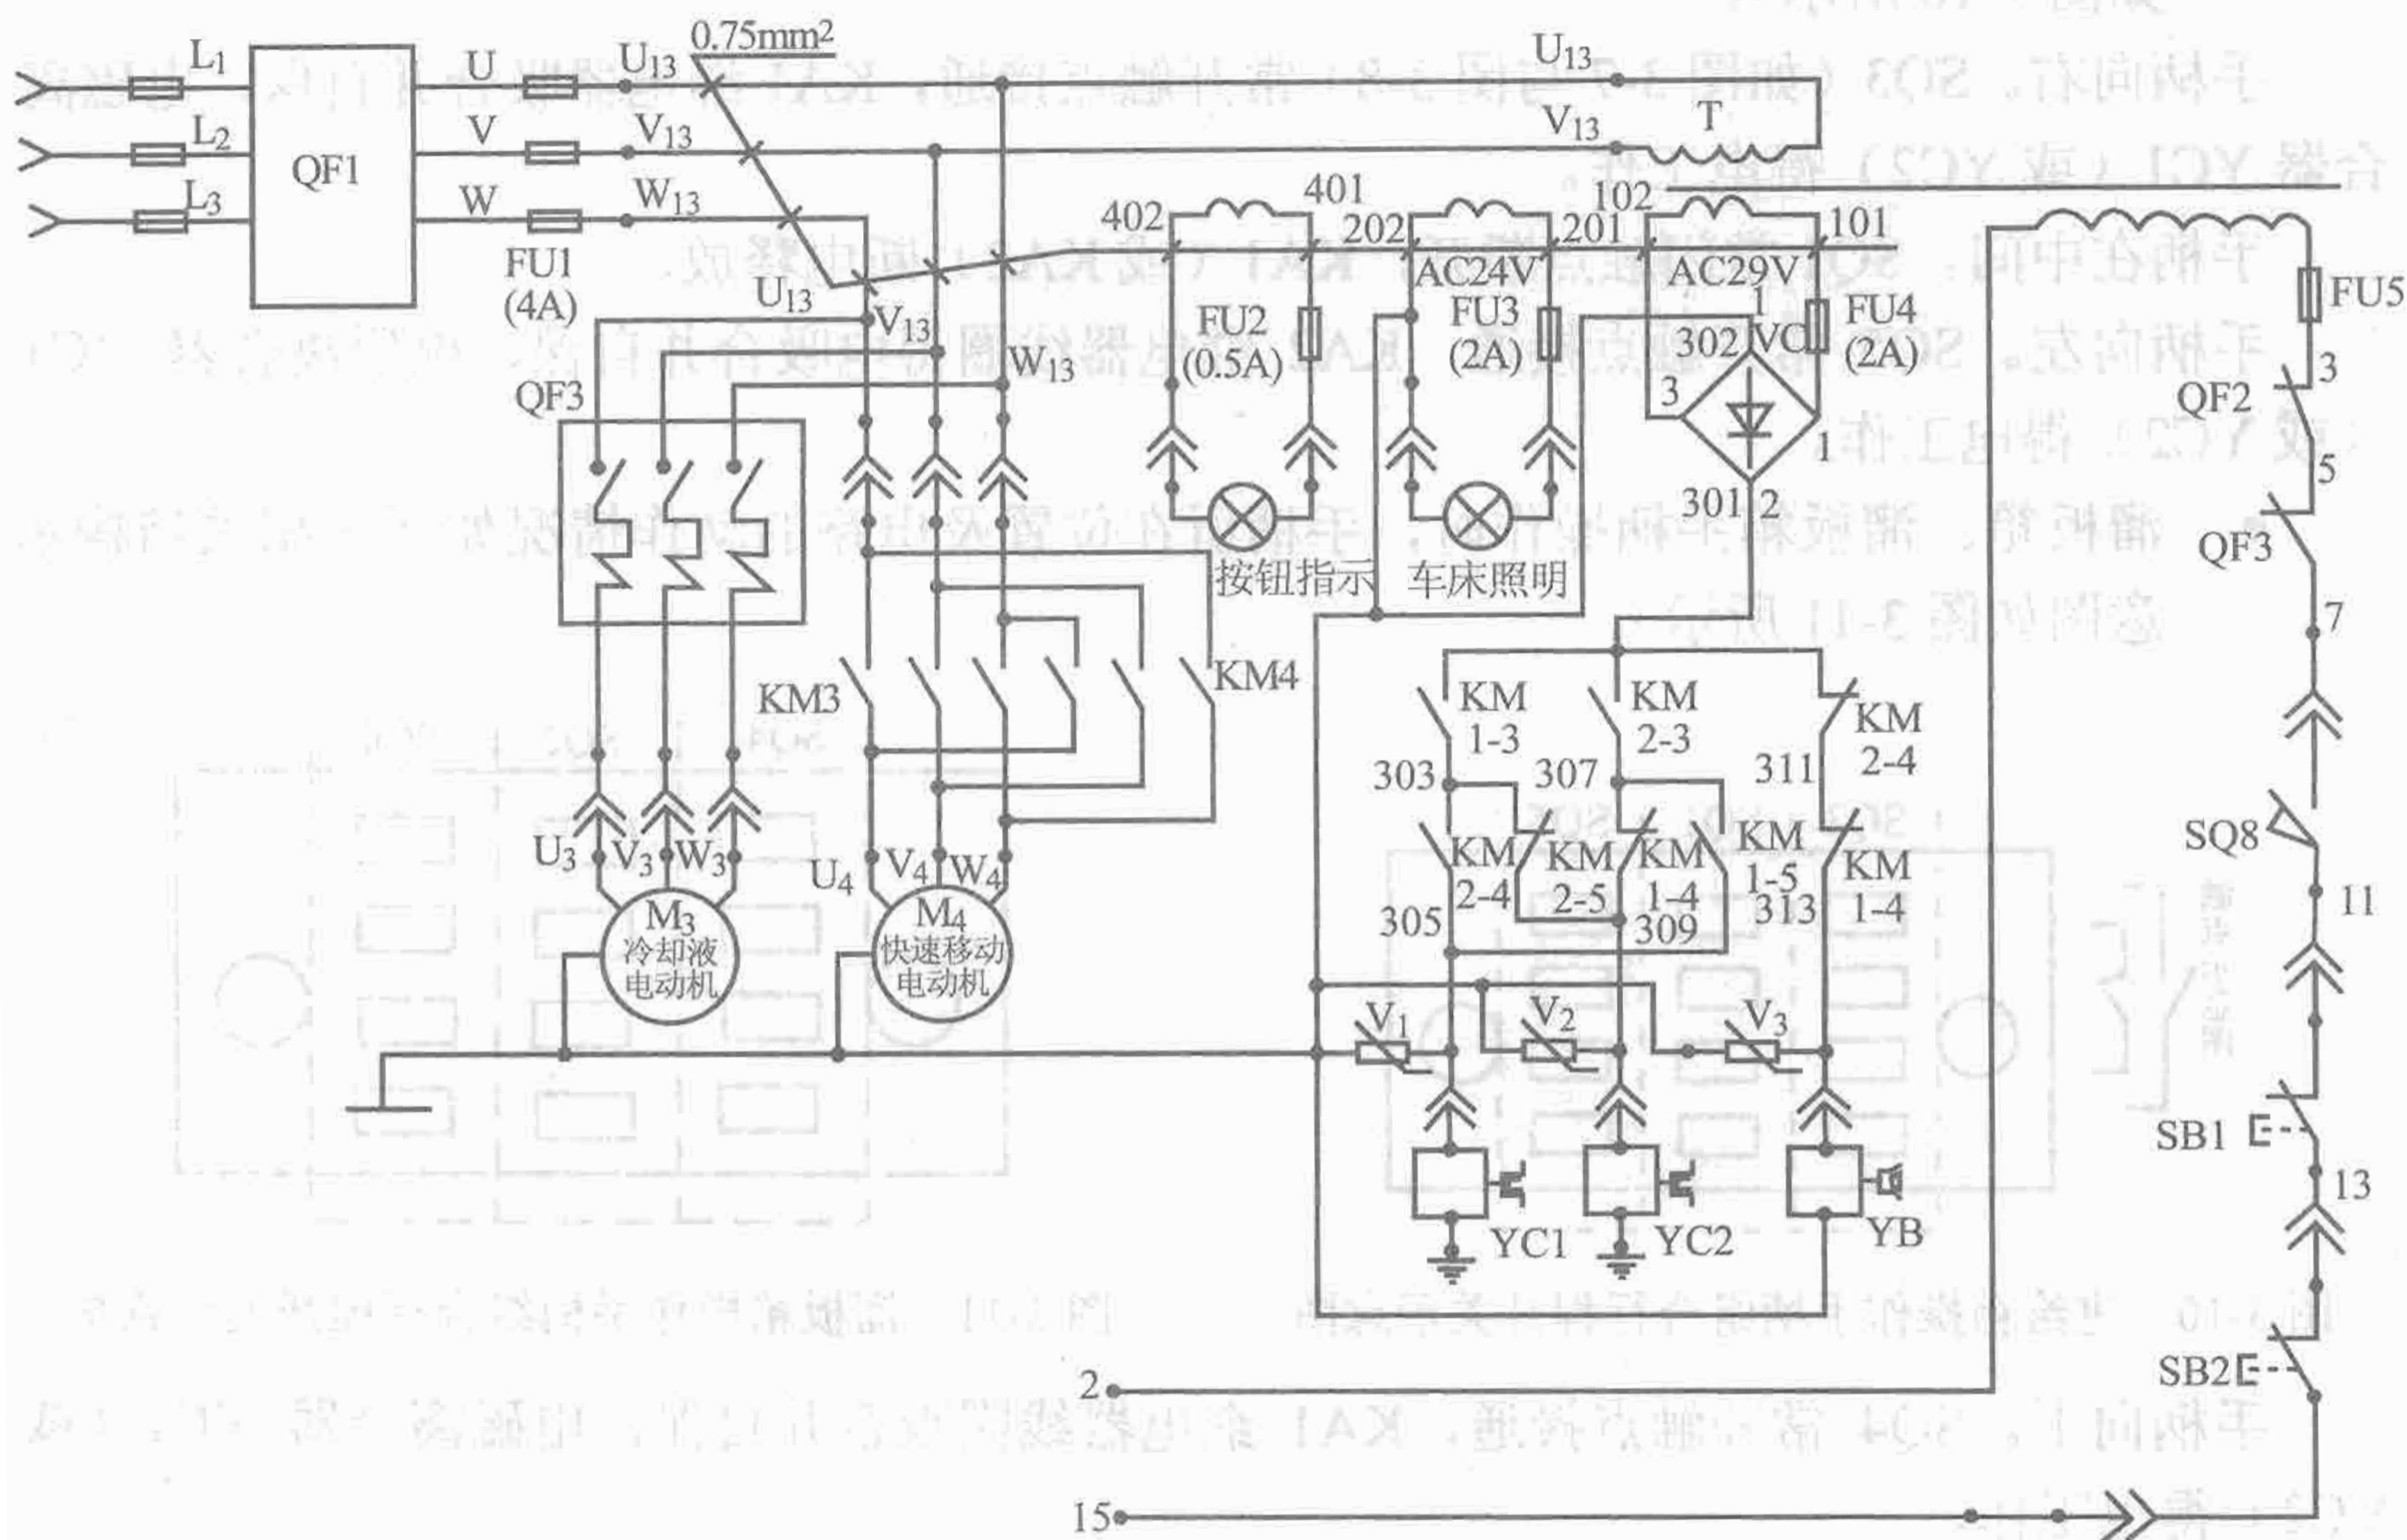 0.75mm²
L₁
U
U₁₃
U₁₃
L₂
V
V₁₃
V₁₃
T
QF1
L₃
W
W₁₃
402
401
202
201
102
101
FU1
(4A)
U₁₃
V₁₃
W₁₃
AC24V
AC29V
FU2
(0.5A)
FU3
(2A)
1
302
VC
FU4
(2A)
FU5
3
QF2
QF3
3
1
5
301
2
QF3
按钮指示
车床照明
7
KM3
KM4
KM
1-3
KM
2-3
KM
2-4
303
307
311
SQ8
KM
2-4
KM
2-5
KM
1-4
KM
1-5
KM
1-4
305
309
313
11
U₃
V₃
W₃
U₄
V₄
W₄
M₃
冷却液
电动机
M₄
快速移动
电动机
V₁
V₂
V₃
SB1
13
YC1
YC2
YB
2
SB2
15